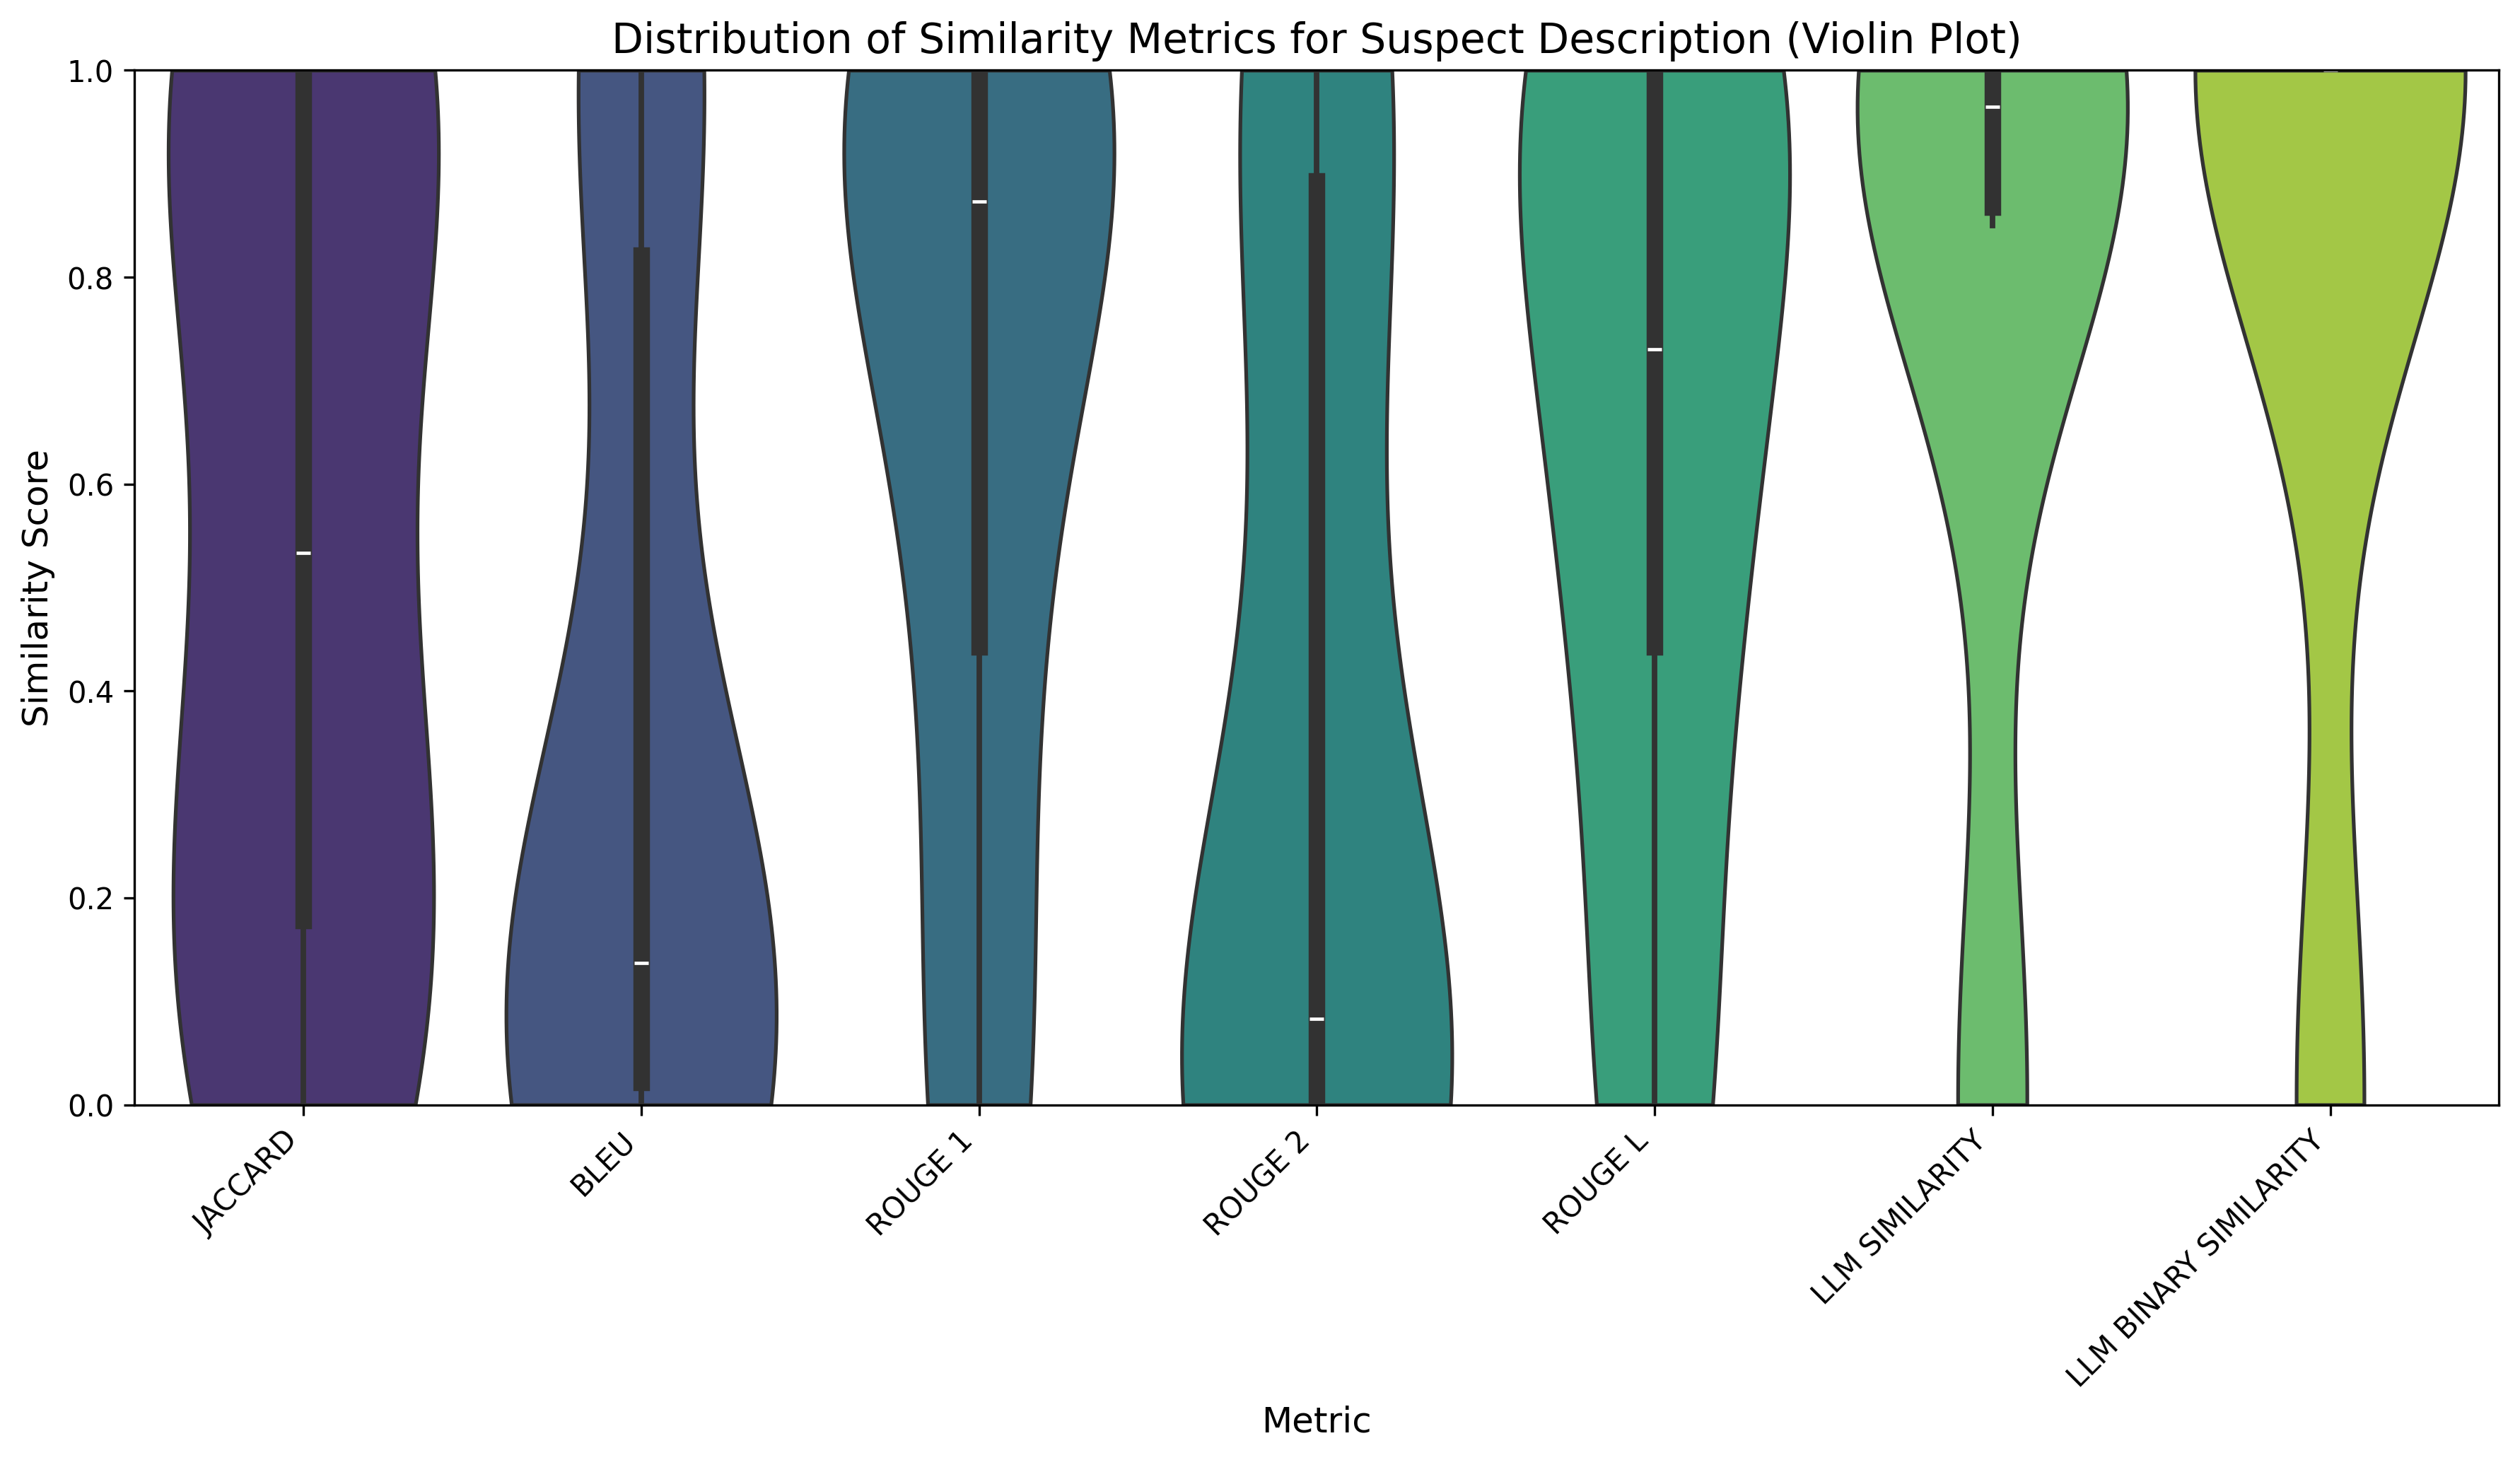 Distribution of Similarity Metrics for Suspect Description (Violin Plot)
Similarity Score
1.0
0.8
0.6
0.4
0.2
0.0
JACCARD
BLEU
ROUGE 1
ROUGE 2
ROUGE L
LLM SIMILARITY
LLM BINARY SIMILARITY
Metric